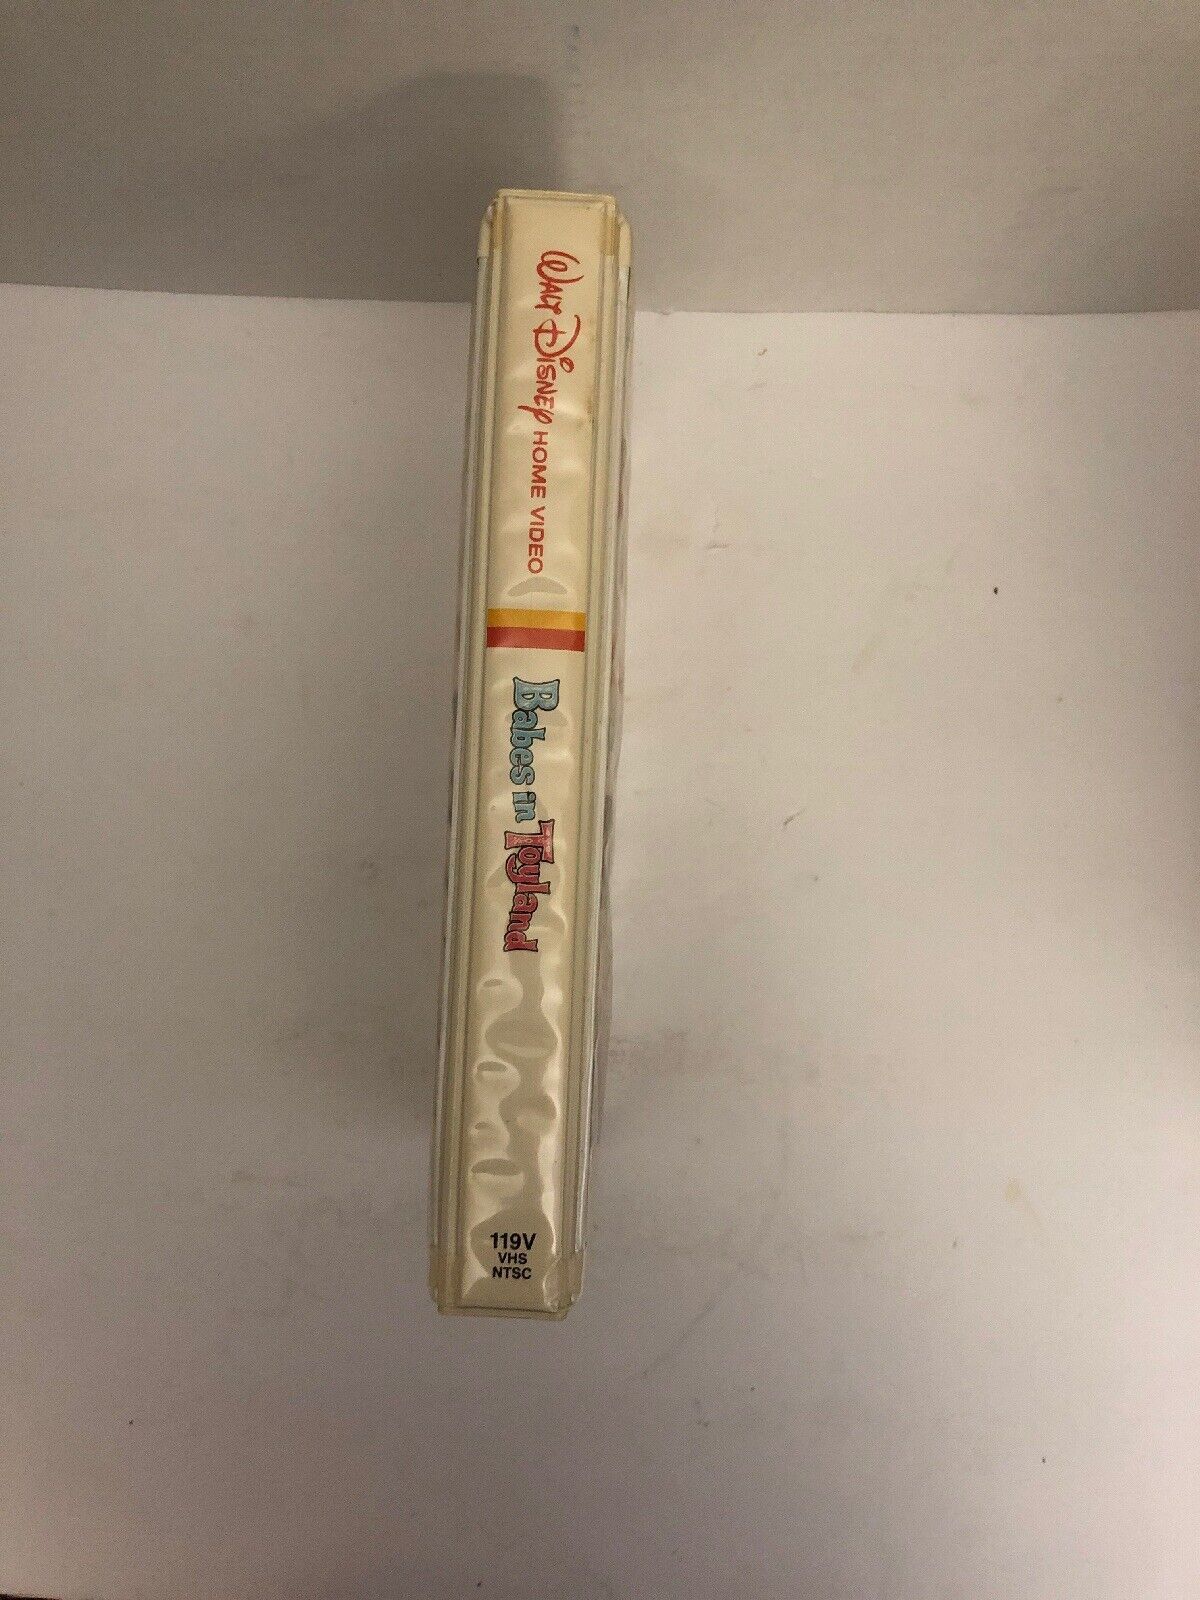 Walt Disney HOME VIDEO
Babes in Toyland
119V
VHS
NTSC